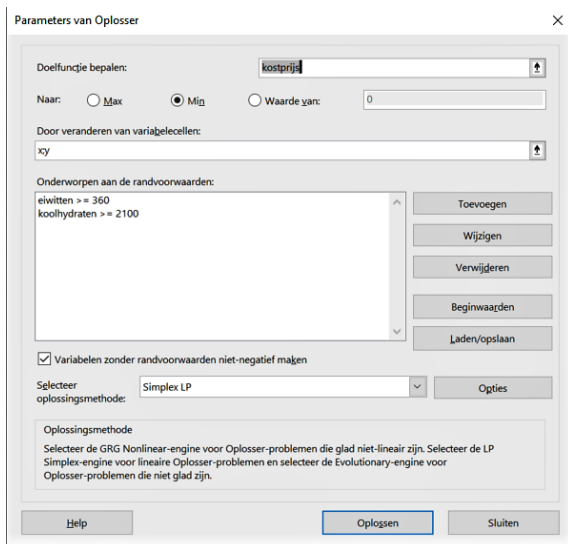 Parameters van Oplosser
Doelfunctie bepalen:
kostprijs
Naar:
Max
Min
Waarde van:
0
Door veranderen van variabelecellen:
x;y
Onderworpen aan de randvoorwaarden:
eiwitten >= 360
koolhydraten >= 2100
Toevoegen
Wijzigen
Verwijderen
Beginwaarden
Laden/opslaan
Variabelen zonder randvoorwaarden niet-negatief maken
Selecteer
oplossingsmethode:
Simplex LP
Opties
Oplossingsmethode
Selecteer de GRG Nonlinear-engine voor Oplosser-problemen die glad niet-lineair zijn. Selecteer de LP
Simplex-engine voor lineaire Oplosser-problemen en selecteer de Evolutionary-engine voor
Oplosser-problemen die niet glad zijn.
Help
Oplossen
Sluiten